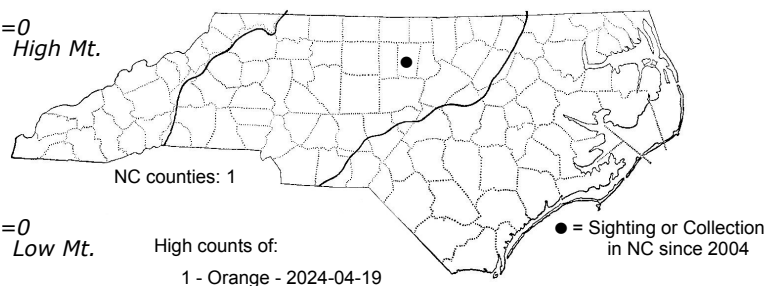 =0
High Mt.
NC counties: 1
=0
Low Mt.
High counts of:
1 - Orange - 2024-04-19
● = Sighting or Collection
in NC since 2004